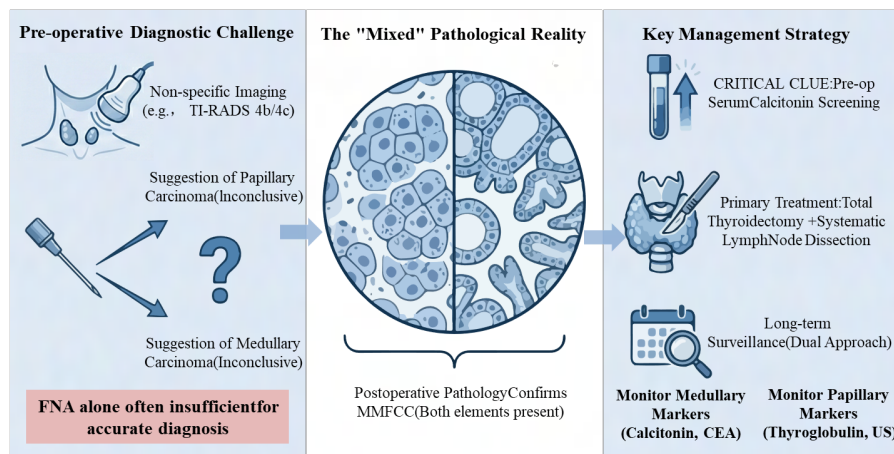 Pre-operative Diagnostic Challenge
Non-specific Imaging
(e.g., TI-RADS 4b/4c)
Suggestion of Papillary
Carcinoma(Inconclusive)
?
Suggestion of Medullary
Carcinoma(Inconclusive)
FNA alone often insufficientfor
accurate diagnosis
The "Mixed" Pathological Reality
Postoperative PathologyConfirms
MMFCC(Both elements present)
Key Management Strategy
CRITICAL CLUE:Pre-op
SerumCalcitonin Screening
Primary Treatment:Total
Thyroidectomy +Systematic
LymphNode Dissection
Long-term
Surveillance(Dual Approach)
Monitor Medullary
Markers
(Calcitonin, CEA)
Monitor Papillary
Markers
(Thyroglobulin, US)